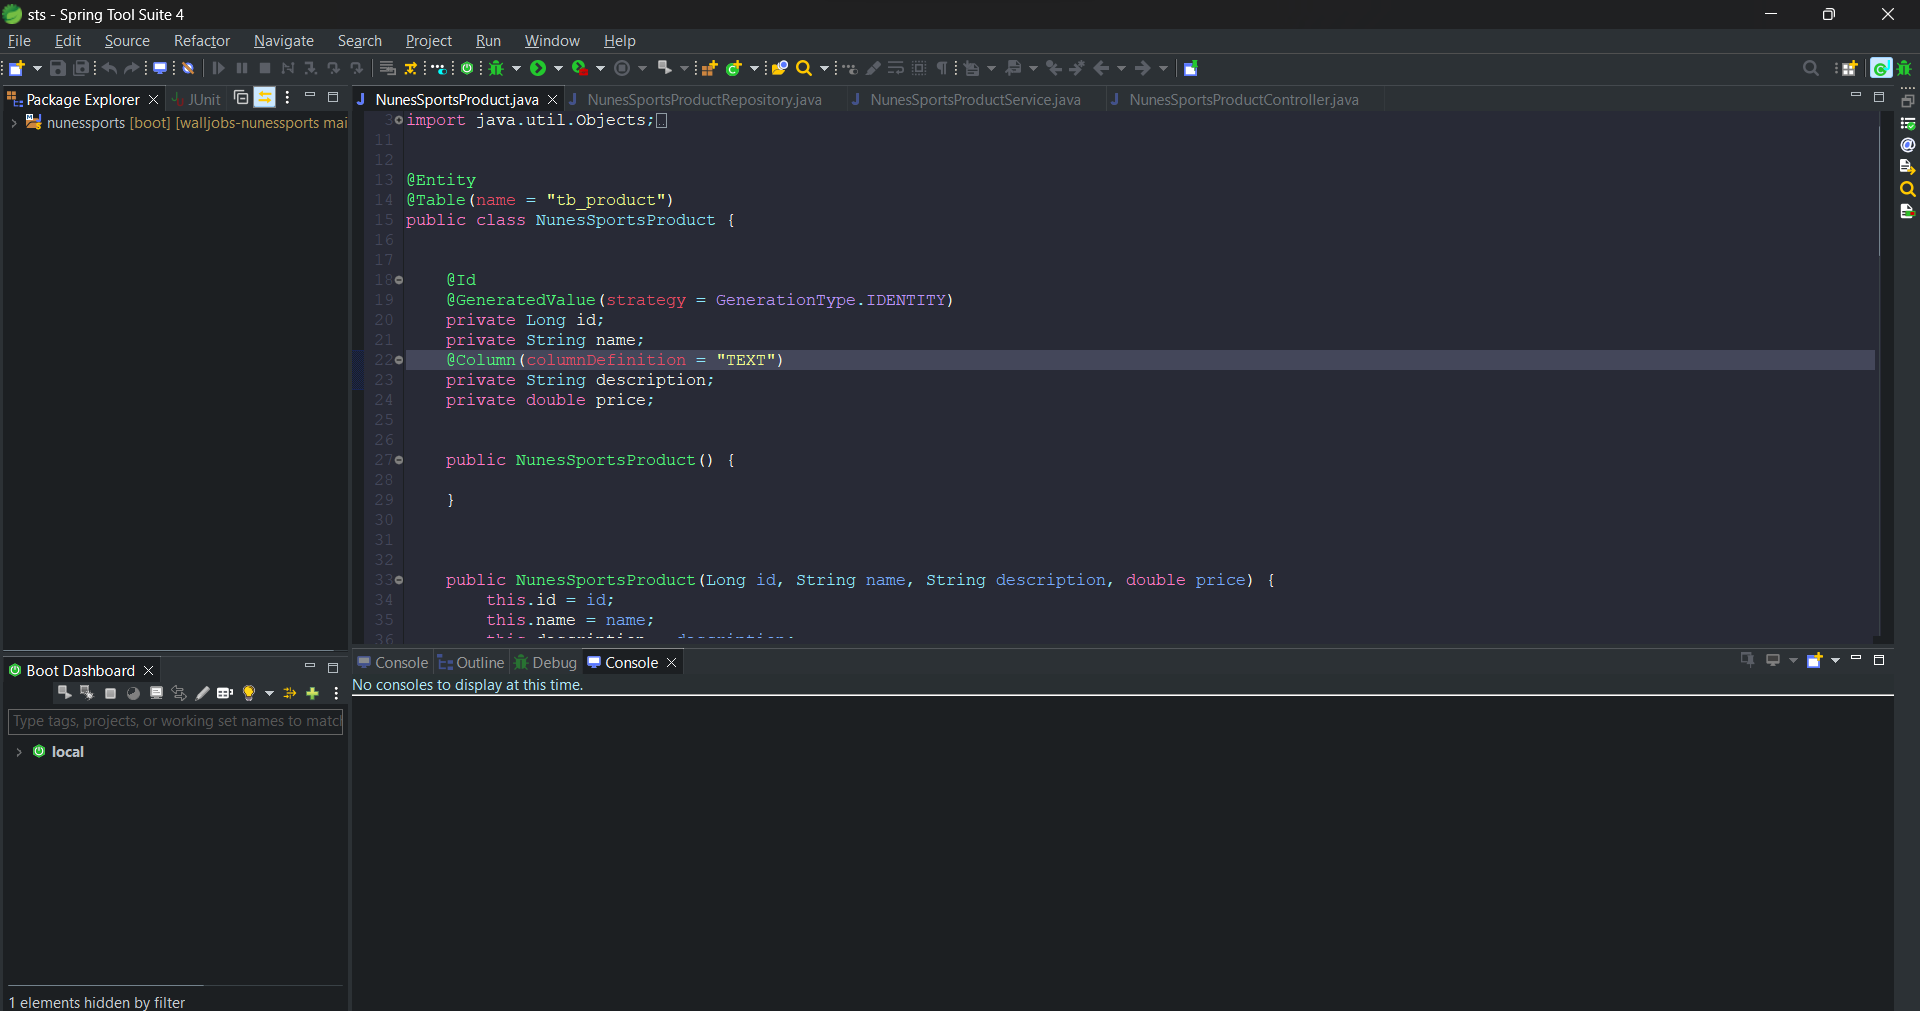 sts - Spring Tool Suite 4
File Edit Source Refactor Navigate Search Project Run Window Help
Package Explorer JUnit
nunessports [boot] [walljobs-nunessports mai
NunesSportsProduct.java NunesSportsProductRepository.java NunesSportsProductService.java NunesSportsProductController.java
3 import java.util.Objects;
11
12
13 @Entity
14 @Table(name = "tb_product")
15 public class NunesSportsProduct {
16
17
18 @Id
19 @GeneratedValue(strategy = GenerationType.IDENTITY)
20 private Long id;
21 private String name;
22 @Column(columnDefinition = "TEXT")
23 private String description;
24 private double price;
25
26
27 public NunesSportsProduct() {
28
29 }
30
31
32
33 public NunesSportsProduct(Long id, String name, String description, double price) {
34 this.id = id;
35 this.name = name;
36 this.description = description;
Boot Dashboard
Type tags, projects, or working set names to match
local
1 elements hidden by filter
Console Outline Debug Console
No consoles to display at this time.